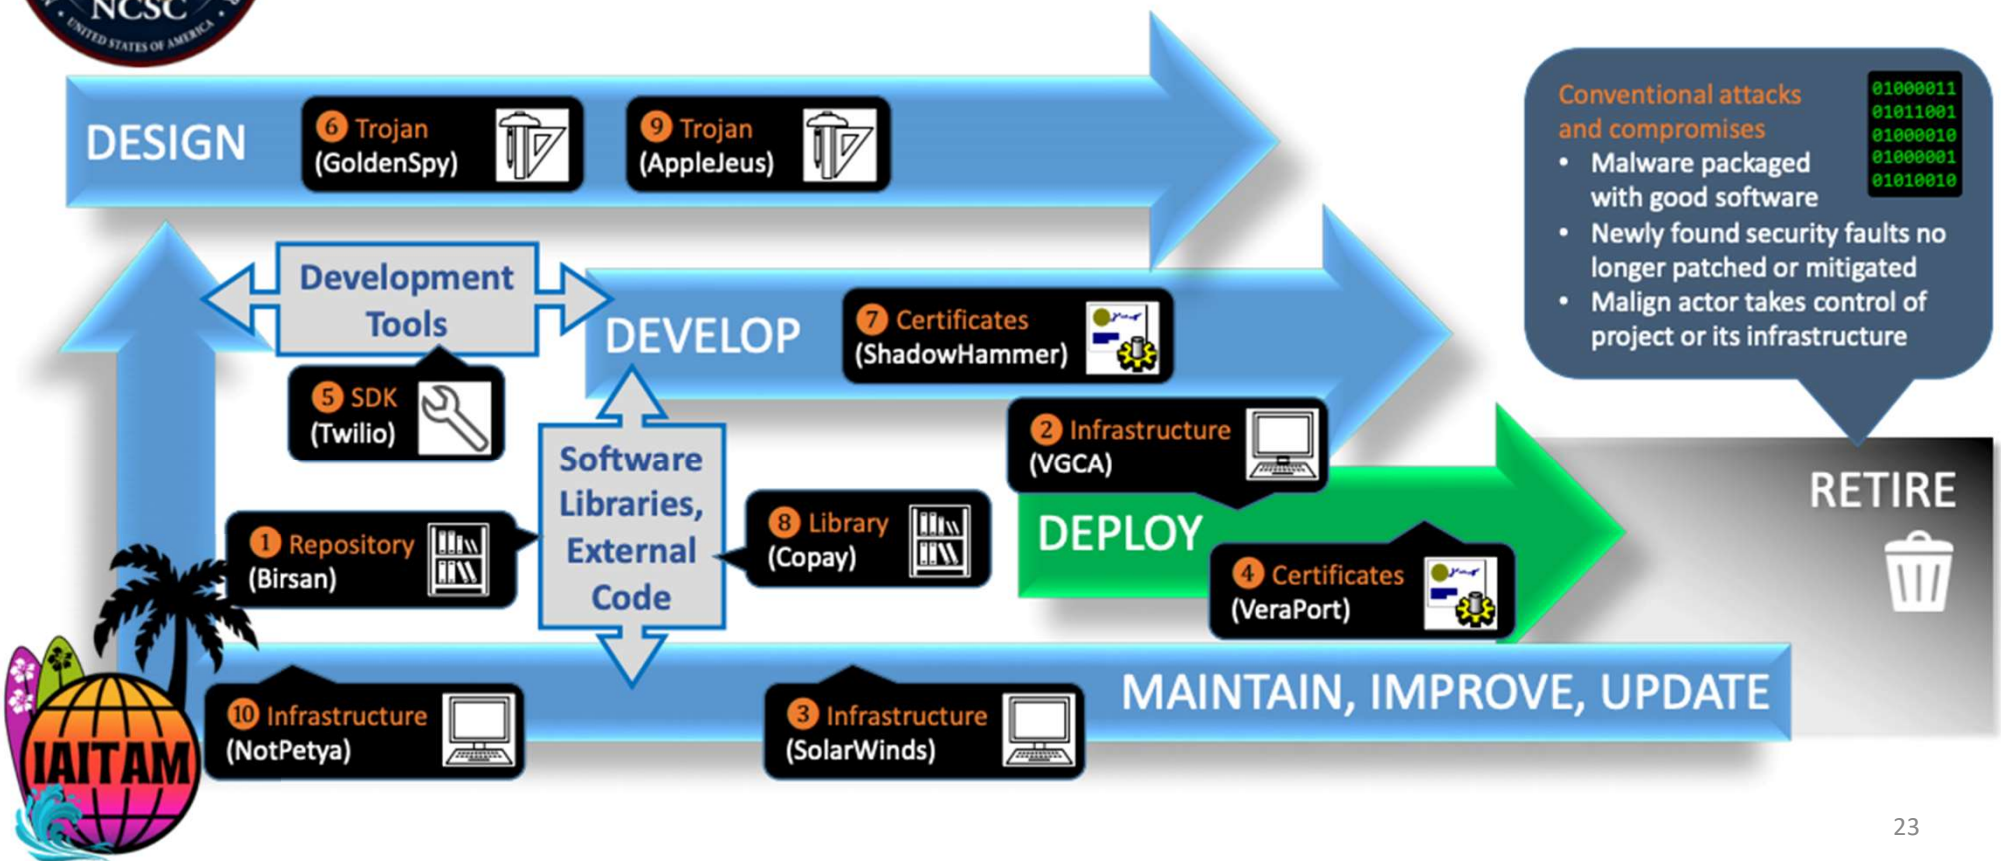 NCSC
UNITED STATES OF AMERICA
DESIGN
6 Trojan
(GoldenSpy)
9 Trojan
(AppleJeus)
Conventional attacks
and compromises
• Malware packaged
with good software
• Newly found security faults no
longer patched or mitigated
• Malign actor takes control of
project or its infrastructure
01000011
01011001
01000010
01000001
01010010
Development
Tools
DEVELOP
7 Certificates
(ShadowHammer)
5 SDK
(Twilio)
2 Infrastructure
(VGCA)
Software
Libraries,
External
Code
RETIRE
1 Repository
(Birsan)
8 Library
(Copay)
DEPLOY
4 Certificates
(VeraPort)
10 Infrastructure
(NotPetya)
3 Infrastructure
(SolarWinds)
MAINTAIN, IMPROVE, UPDATE
IAITAM
23